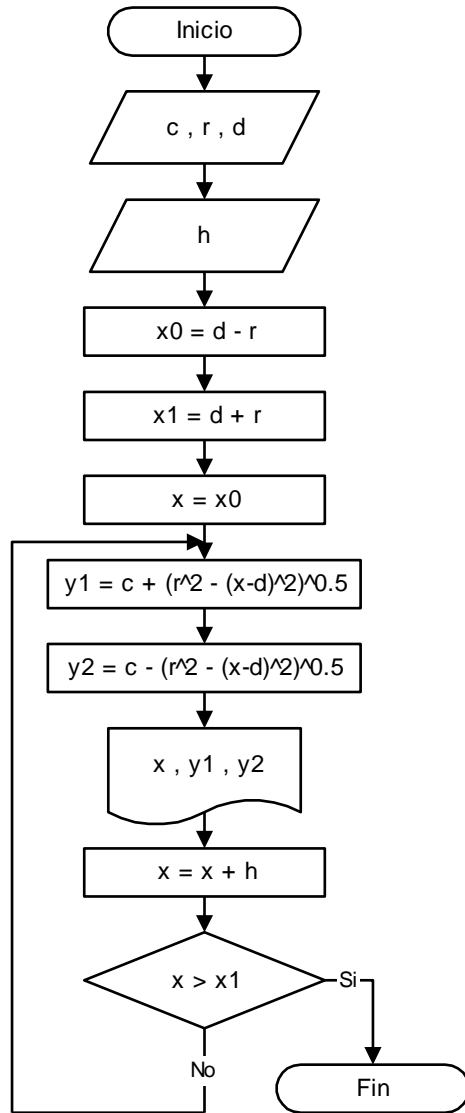 Inicio
c , r , d
h
x0 = d - r
x1 = d + r
x = x0
y1 = c + (r^2 - (x-d)^2)^0.5
y2 = c - (r^2 - (x-d)^2)^0.5
x , y1 , y2
x = x + h
x > x1
Si
No
Fin